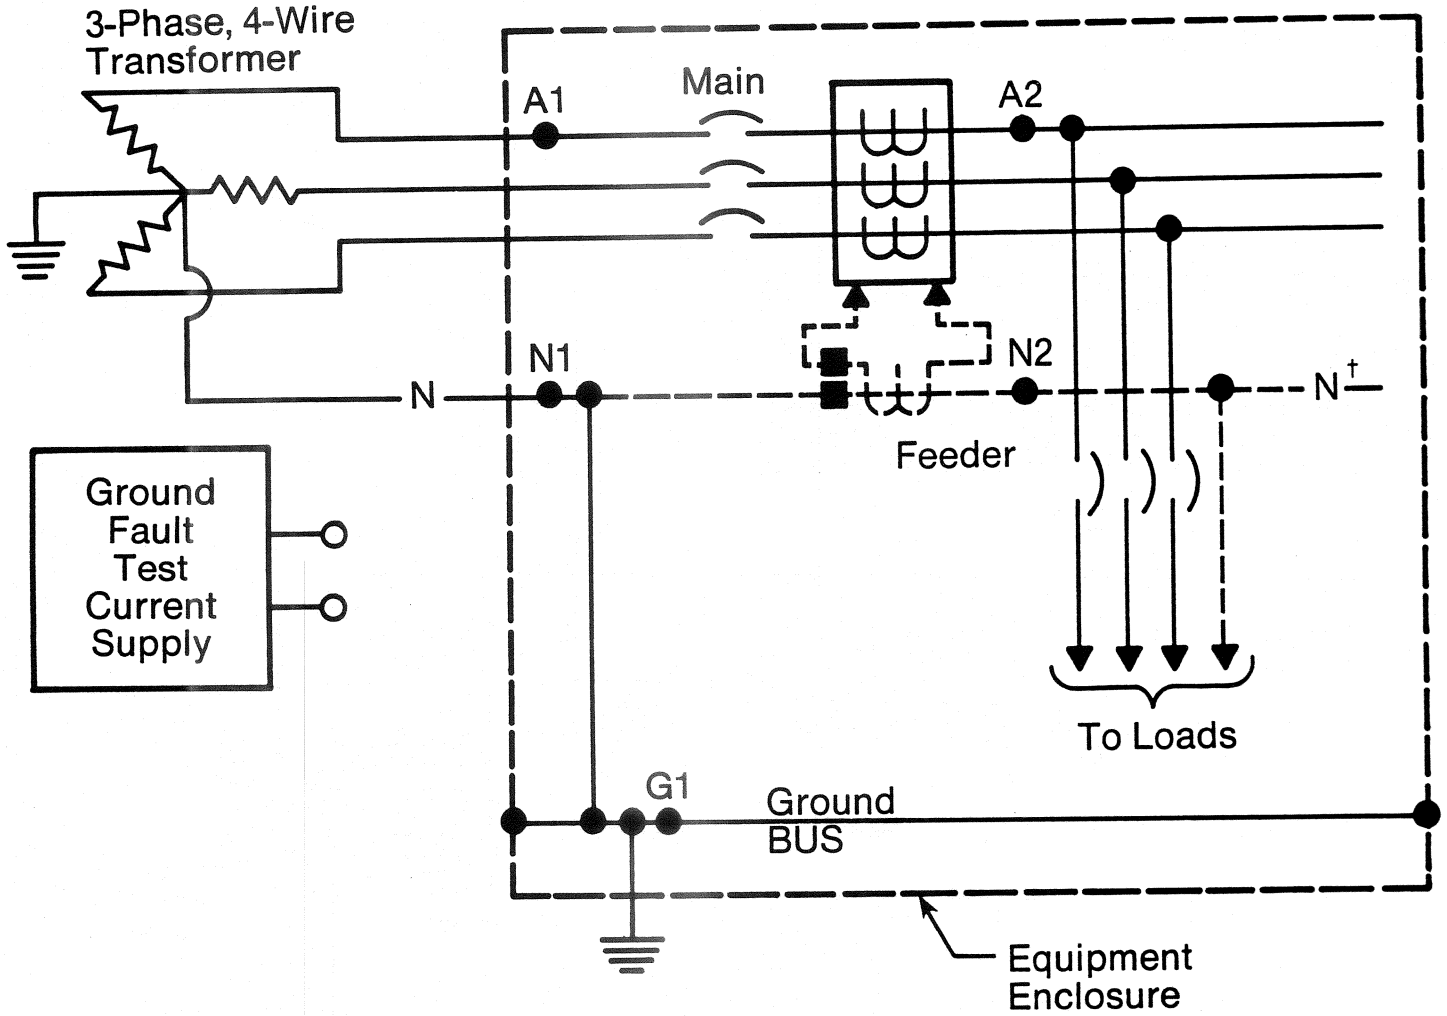 3-Phase, 4-Wire
Transformer
A1
Main
A2
N1
N2
N
N†
Feeder
Ground
Fault
Test
Current
Supply
To Loads
G1
Ground
BUS
Equipment
Enclosure